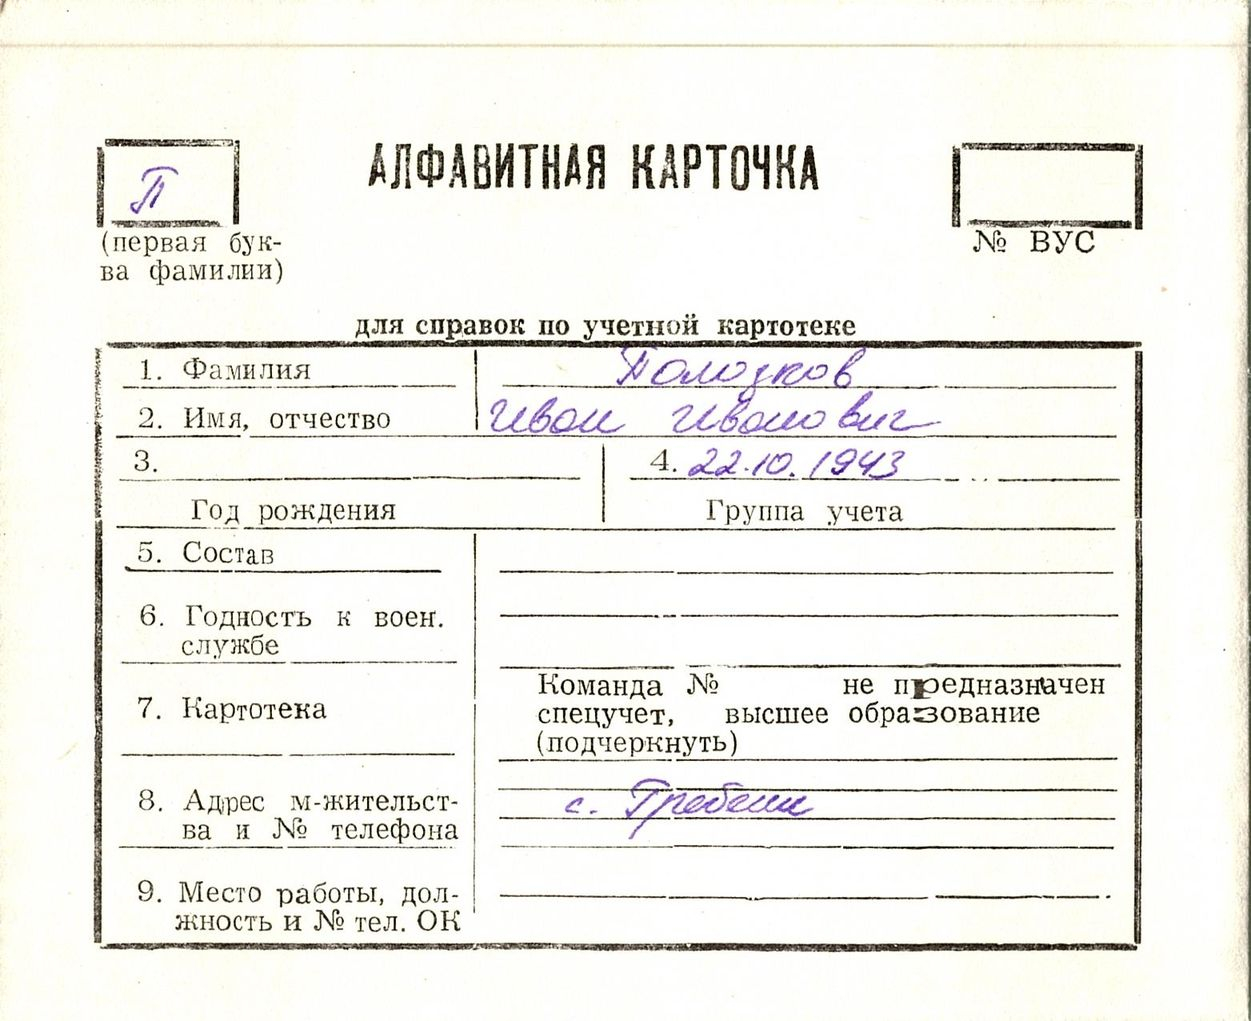 П
АЛФАВИТНАЯ КАРТОЧКА
(первая бук-
ва фамилии)
№ ВУС
для справок по учетной картотеке
1. Фамилия Полозков
2. Имя, отчество Иван Иванович
3. 4. 22.10.1943
Год рождения Группа учета
5. Состав
6. Годность к воен.
службе
7. Картотека
Команда № не предназначен
спецучет, высшее образование
(подчеркнуть)
8. Адрес м-жительст-
ва и № телефона
с. Гребени
9. Место работы, дол-
жность и № тел. ОК